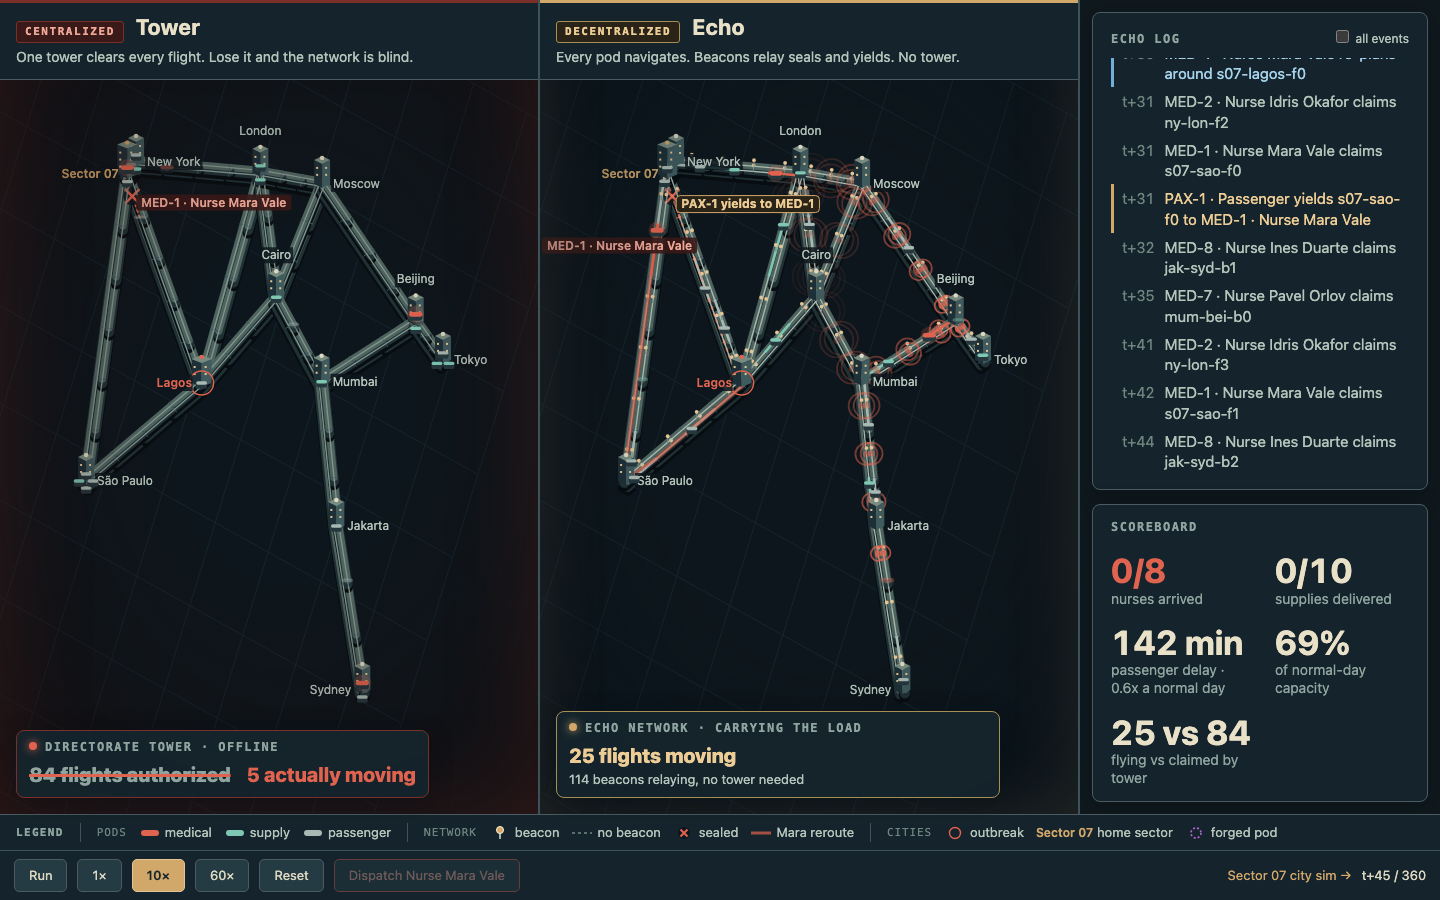 CENTRALIZED Tower
One tower clears every flight. Lose it and the network is blind.
London
New York
Sector 07
Moscow
MED-1 · Nurse Mara Vale
Cairo
Beijing
Tokyo
Lagos
Mumbai
São Paulo
Jakarta
Sydney
DIRECTORATE TOWER · OFFLINE
84 flights authorized 5 actually moving
DECENTRALIZED Echo
Every pod navigates. Beacons relay seals and yields. No tower.
London
New York
Sector 07
Moscow
PAX-1 yields to MED-1
MED-1 · Nurse Mara Vale
Cairo
Beijing
Tokyo
Lagos
Mumbai
São Paulo
Jakarta
Sydney
ECHO NETWORK · CARRYING THE LOAD
25 flights moving
114 beacons relaying, no tower needed
ECHO LOG all events
around s07-lagos-f0
t+31 MED-2 · Nurse Idris Okafor claims
ny-lon-f2
t+31 MED-1 · Nurse Mara Vale claims
s07-sao-f0
t+31 PAX-1 · Passenger yields s07-sao-
f0 to MED-1 · Nurse Mara Vale
t+32 MED-8 · Nurse Ines Duarte claims
jak-syd-b1
t+35 MED-7 · Nurse Pavel Orlov claims
mum-bei-b0
t+41 MED-2 · Nurse Idris Okafor claims
ny-lon-f3
t+42 MED-1 · Nurse Mara Vale claims
s07-sao-f1
t+44 MED-8 · Nurse Ines Duarte claims
jak-syd-b2
SCOREBOARD
0/8 0/10
nurses arrived supplies delivered
142 min 69%
passenger delay · of normal-day
0.6x a normal day capacity
25 vs 84
flying vs claimed by
tower
LEGEND PODS medical supply passenger NETWORK beacon no beacon sealed Mara reroute CITIES outbreak Sector 07 home sector forged pod
Run 1× 10× 60× Reset Dispatch Nurse Mara Vale Sector 07 city sim → t+45 / 360